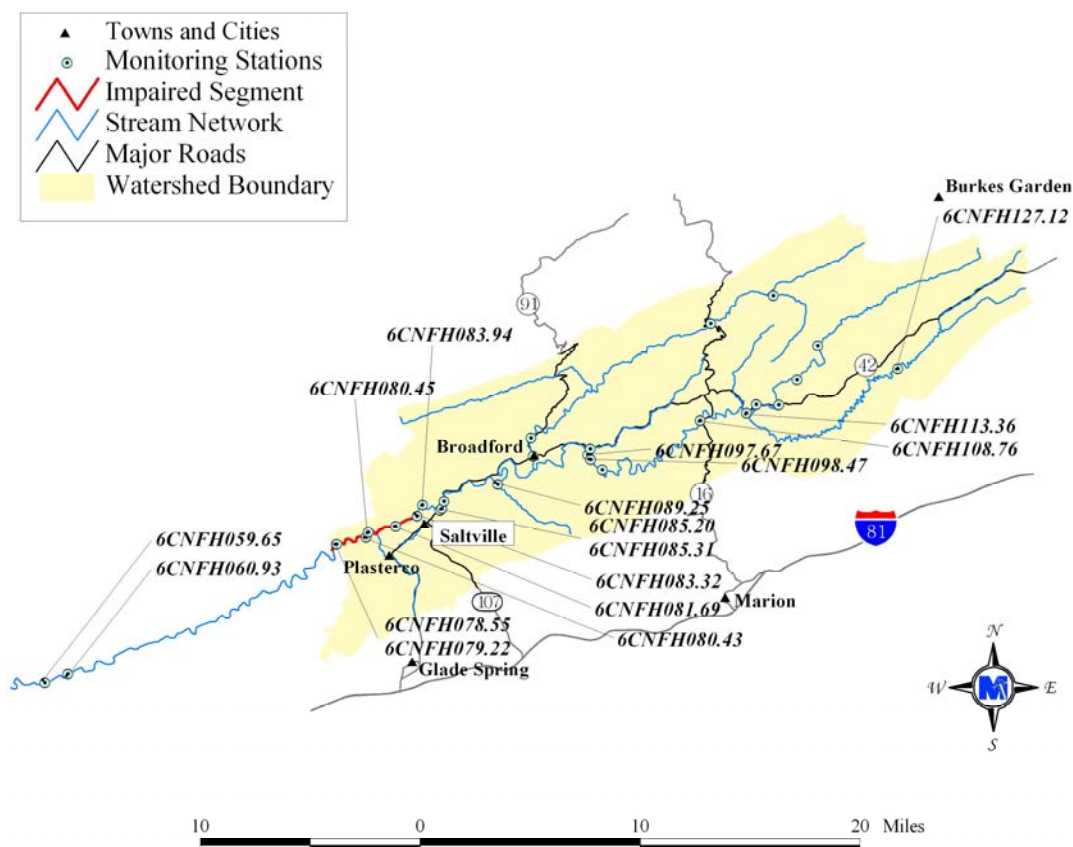 Towns and Cities
Monitoring Stations
Impaired Segment
Stream Network
Major Roads
Watershed Boundary
Burkes Garden
6CNFH127.12
91
6CNFH083.94
6CNFH080.45
42
6CNFH113.36
6CNFH108.76
Broadford
6CNFH097.67
6CNFH098.47
16
6CNFH089.25
6CNFH085.20
6CNFH085.31
81
6CNFH059.65
6CNFH060.93
Saltville
Plasterco
6CNFH083.32
6CNFH081.69
6CNFH080.43
107
Marion
6CNFH078.55
6CNFH079.22
Glade Spring
N
W
M
E
S
10 0 10 20 Miles